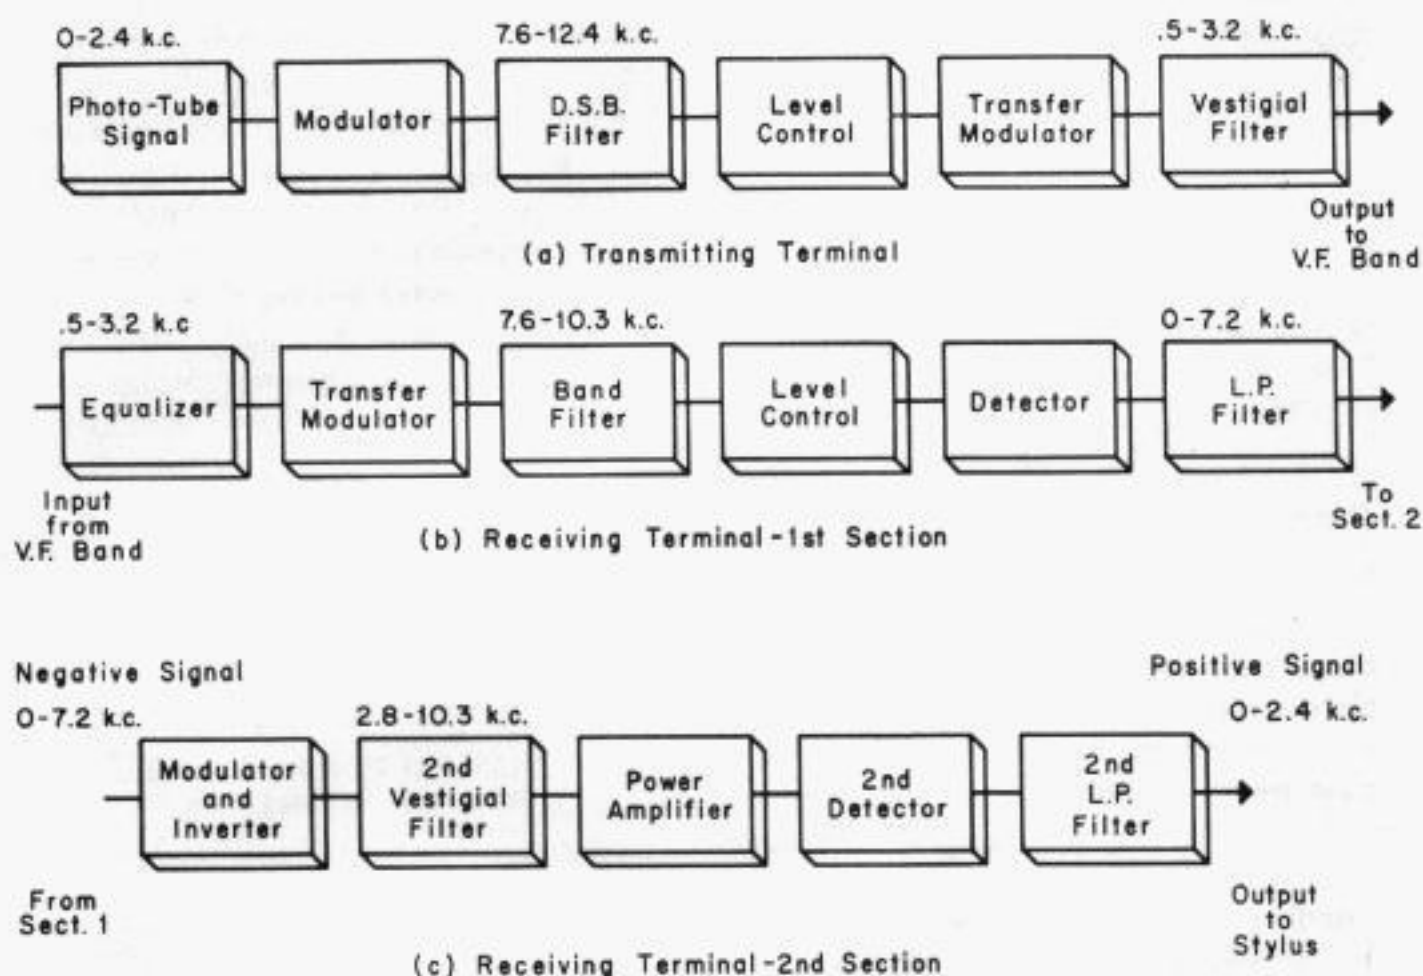 0-2.4 k.c.
7.6-12.4 k.c.
.5-3.2 k.c.
Photo-Tube
Signal
Modulator
D.S.B.
Filter
Level
Control
Transfer
Modulator
Vestigial
Filter
Output
to
V.F. Band
(a) Transmitting Terminal
.5-3.2 k.c
7.6-10.3 k.c.
0-7.2 k.c.
Equalizer
Transfer
Modulator
Band
Filter
Level
Control
Detector
L.P.
Filter
Input
from
V.F. Band
To
Sect. 2
(b) Receiving Terminal-1st Section
Negative Signal
Positive Signal
0-7.2 k.c.
2.8-10.3 k.c.
0-2.4 k.c.
Modulator
and
Inverter
2nd
Vestigial
Filter
Power
Amplifier
2nd
Detector
2nd
L.P.
Filter
From
Sect. 1
Output
to
Stylus
(c) Receiving Terminal-2nd Section